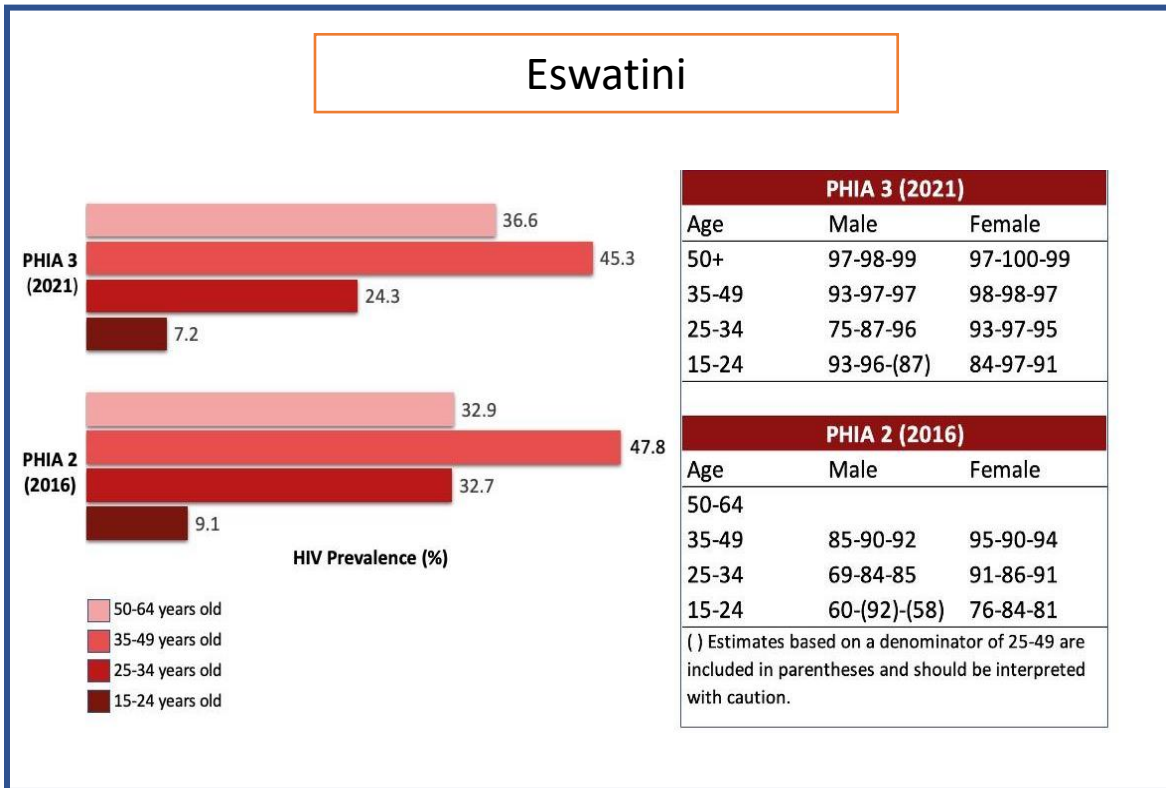 Eswatini
PHIA 3
(2021)
36.6
45.3
24.3
7.2
PHIA 2
(2016)
32.9
47.8
32.7
9.1
HIV Prevalence (%)
50-64 years old
35-49 years old
25-34 years old
15-24 years old
PHIA 3 (2021)
Age Male Female
50+ 97-98-99 97-100-99
35-49 93-97-97 98-98-97
25-34 75-87-96 93-97-95
15-24 93-96-(87) 84-97-91
PHIA 2 (2016)
Age Male Female
50-64
35-49 85-90-92 95-90-94
25-34 69-84-85 91-86-91
15-24 60-(92)-(58) 76-84-81
( ) Estimates based on a denominator of 25-49 are
included in parentheses and should be interpreted
with caution.